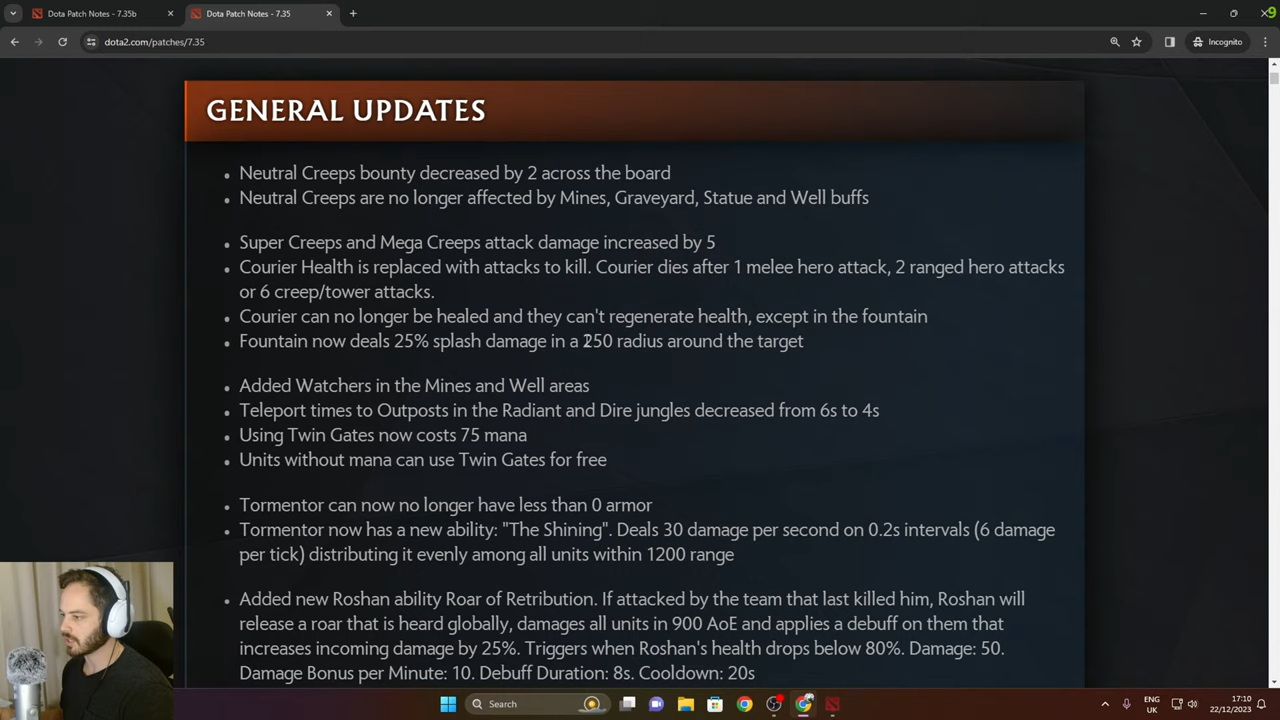 Dota Patch Notes - 7.35b
Dota Patch Notes - 7.35
9
dota2.com/patches/7.35
Incognito
GENERAL UPDATES
Neutral Creeps bounty decreased by 2 across the board
Neutral Creeps are no longer affected by Mines, Graveyard, Statue and Well buffs
Super Creeps and Mega Creeps attack damage increased by 5
Courier Health is replaced with attacks to kill. Courier dies after 1 melee hero attack, 2 ranged hero attacks
or 6 creep/tower attacks.
Courier can no longer be healed and they can't regenerate health, except in the fountain
Fountain now deals 25% splash damage in a 250 radius around the target
Added Watchers in the Mines and Well areas
Teleport times to Outposts in the Radiant and Dire jungles decreased from 6s to 4s
Using Twin Gates now costs 75 mana
Units without mana can use Twin Gates for free
Tormentor can now no longer have less than 0 armor
Tormentor now has a new ability: "The Shining". Deals 30 damage per second on 0.2s intervals (6 damage
per tick) distributing it evenly among all units within 1200 range
Added new Roshan ability Roar of Retribution. If attacked by the team that last killed him, Roshan will
release a roar that is heard globally, damages all units in 900 AoE and applies a debuff on them that
increases incoming damage by 25%. Triggers when Roshan's health drops below 80%. Damage: 50.
Damage Bonus per Minute: 10. Debuff Duration: 8s. Cooldown: 20s
Search
ENG
UK
17:10
22/12/2023